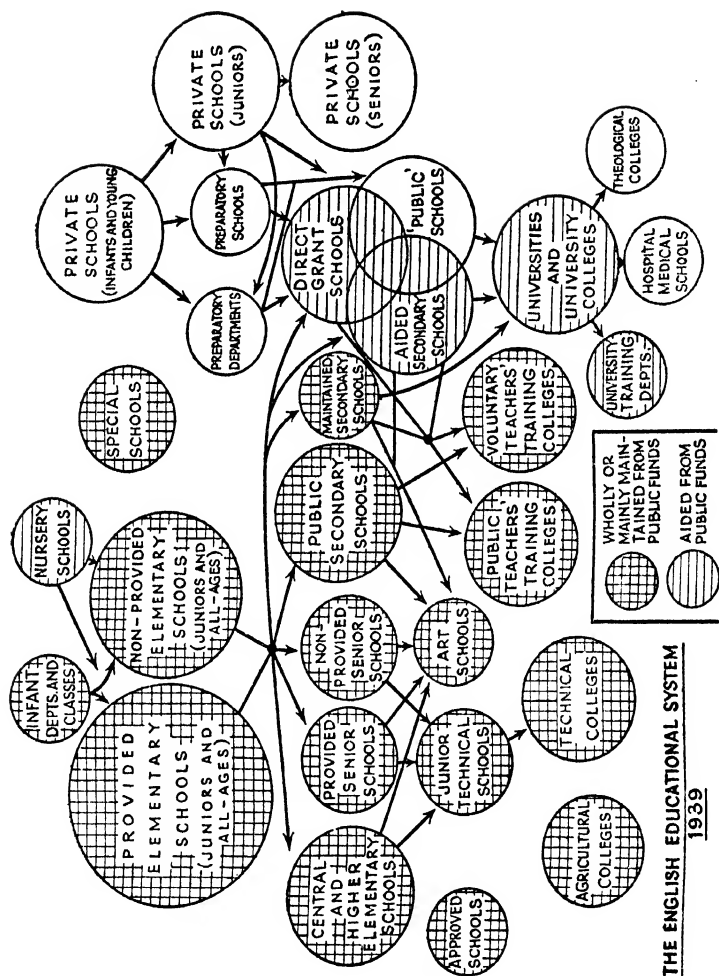 PRIVATE
SCHOOLS
(INFANTS AND YOUNG
CHILDREN)
PRIVATE
SCHOOLS
(JUNIORS)
PRIVATE
SCHOOLS
(SENIORS)
PREPARATORY
SCHOOLS
PREPARATORY
DEPARTMENTS
SPECIAL
SCHOOLS
NURSERY
SCHOOLS
INFANT
DEPTS. AND
CLASSES
NON-PROVIDED
ELEMENTARY
SCHOOLS
(JUNIORS AND
ALL-AGES)
PROVIDED
ELEMENTARY
SCHOOLS
(JUNIORS AND
ALL-AGES)
DIRECT
GRANT
SCHOOLS
'PUBLIC'
SCHOOLS
AIDED
SECONDARY
SCHOOLS
MAINTAINED
SECONDARY
SCHOOLS
PUBLIC
SECONDARY
SCHOOLS
NON-
PROVIDED
SENIOR
SCHOOLS
PROVIDED
SENIOR
SCHOOLS
CENTRAL
AND
HIGHER
ELEMENTARY
SCHOOLS
UNIVERSITIES
AND
UNIVERSITY
COLLEGES
VOLUNTARY
TEACHERS'
TRAINING
COLLEGES
PUBLIC
TEACHERS'
TRAINING
COLLEGES
ART
SCHOOLS
JUNIOR
TECHNICAL
SCHOOLS
APPROVED
SCHOOLS
THEOLOGICAL
COLLEGES
HOSPITAL
MEDICAL
SCHOOLS
UNIVERSITY
TRAINING
DEPTS.
TECHNICAL
COLLEGES
AGRICULTURAL
COLLEGES
WHOLLY OR
MAINLY MAIN-
TAINED FROM
PUBLIC FUNDS
AIDED FROM
PUBLIC FUNDS
THE ENGLISH EDUCATIONAL SYSTEM
1939